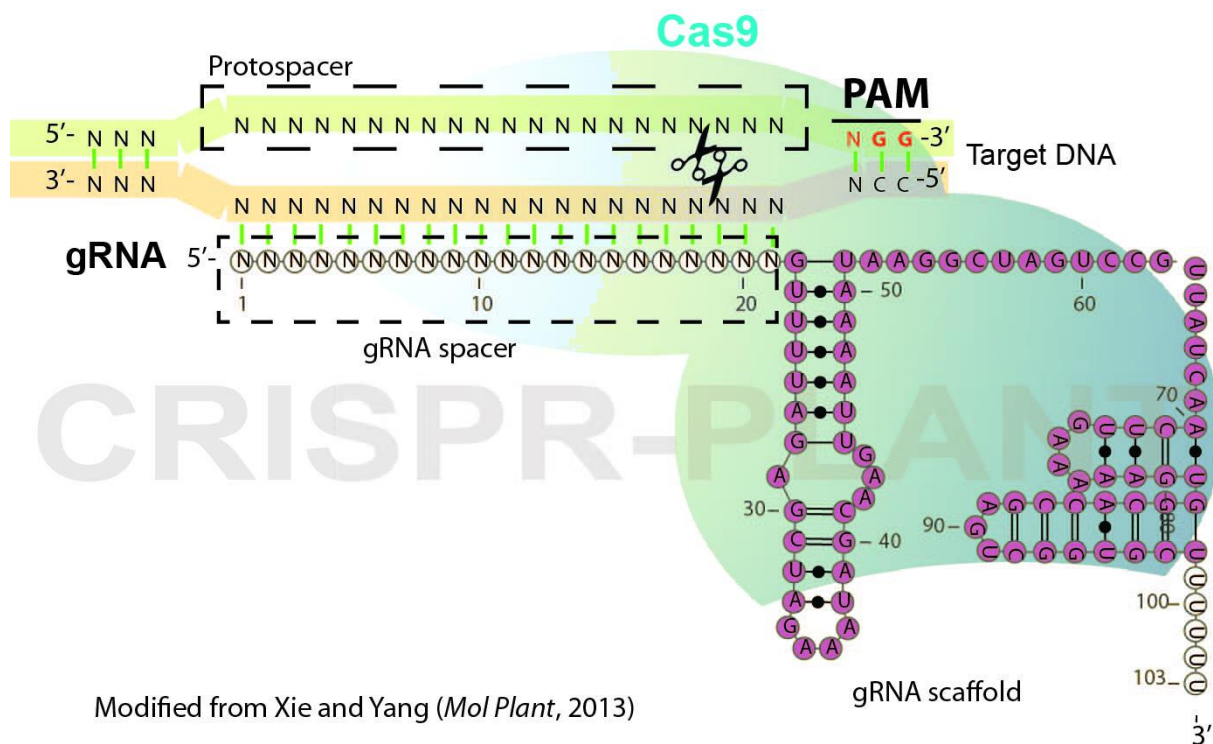 Cas9
Protospacer
PAM
5’- N N N
N N N N N N N N N N N N N N N N N N N N N
N G G -3’
Target DNA
3’- N N N
N C C -5’
N N N N N N N N N N N N N N N N N N N N N
gRNA 5’- N N N N N N N N N N N N N N N N N N N N N G U A A G G C U A G U C C G
1 10 20
50 60
gRNA spacer
U U U U A G A G C U A G A A A
A A A A U U G A A C G A U A
30
40
U U A U C A A U G U U U U U U
70
G U U C
A A A A A G
80
A G C C A C G
90
G U C G G U G C
100
103
3’
CRISPR-PLANT
gRNA scaffold
Modified from Xie and Yang (Mol Plant, 2013)